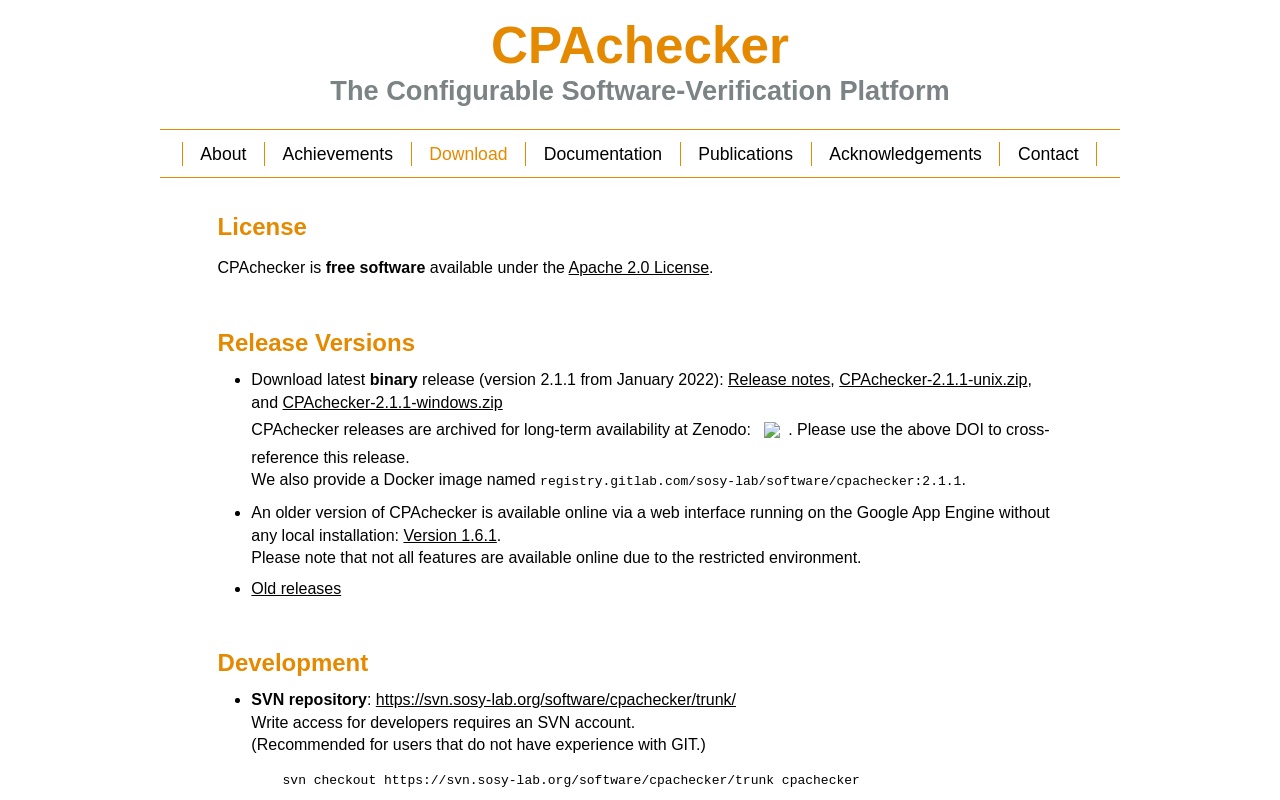 CPAchecker
The Configurable Software-Verification Platform
About Achievements Download Documentation Publications Acknowledgements Contact
License
CPAchecker is free software available under the Apache 2.0 License.
Release Versions
Download latest binary release (version 2.1.1 from January 2022): Release notes, CPAchecker-2.1.1-unix.zip,
and CPAchecker-2.1.1-windows.zip
CPAchecker releases are archived for long-term availability at Zenodo: . Please use the above DOI to cross-
reference this release.
We also provide a Docker image named registry.gitlab.com/sosy-lab/software/cpachecker:2.1.1.
An older version of CPAchecker is available online via a web interface running on the Google App Engine without
any local installation: Version 1.6.1.
Please note that not all features are available online due to the restricted environment.
Old releases
Development
SVN repository: https://svn.sosy-lab.org/software/cpachecker/trunk/
Write access for developers requires an SVN account.
(Recommended for users that do not have experience with GIT.)
svn checkout https://svn.sosy-lab.org/software/cpachecker/trunk cpachecker